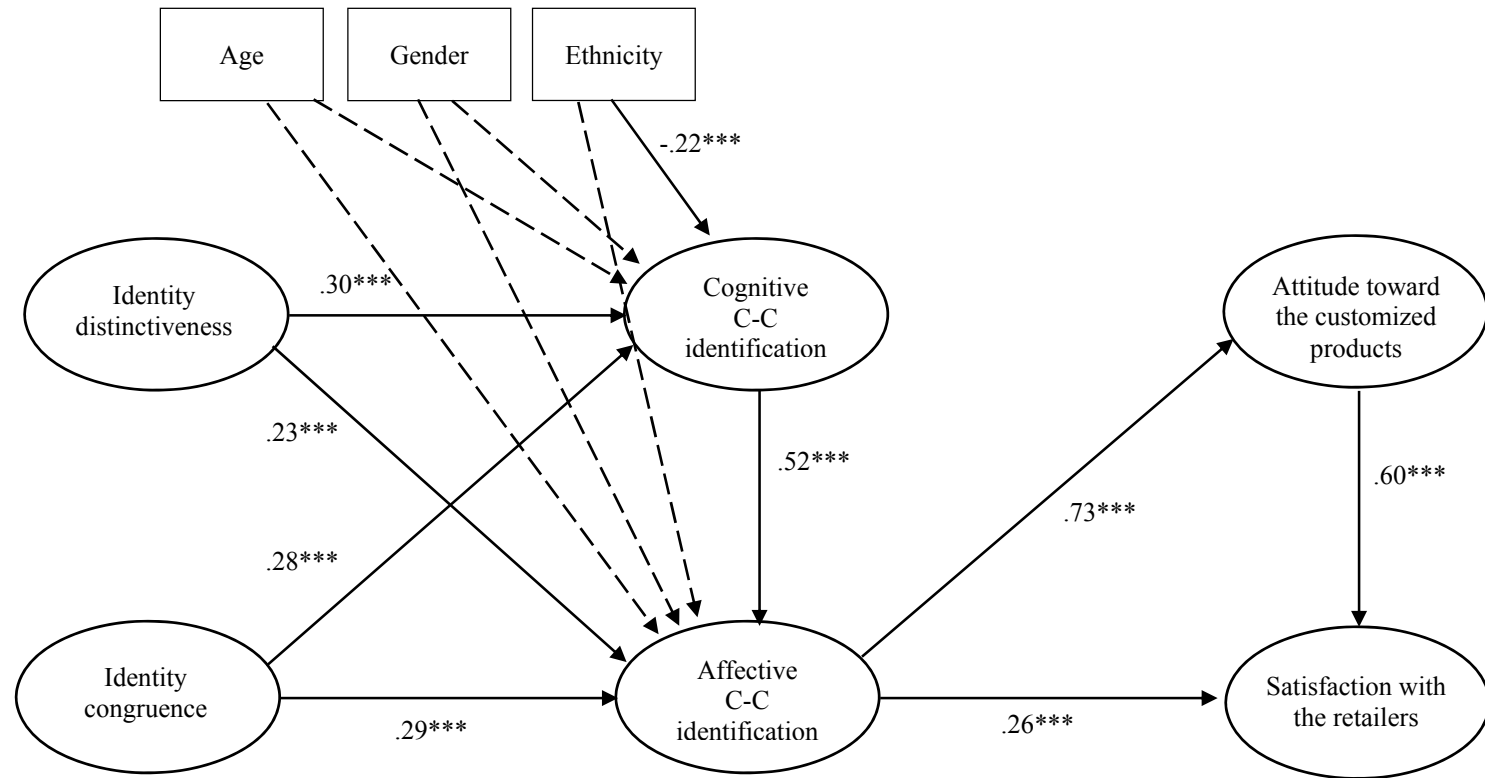 Age
Gender
Ethnicity
-.22***
Identity
distinctiveness
.30***
Cognitive
C-C
identification
Attitude toward
the customized
products
.23***
.52***
.60***
.73***
.28***
Identity
congruence
.29***
Affective
C-C
identification
.26***
Satisfaction with
the retailers